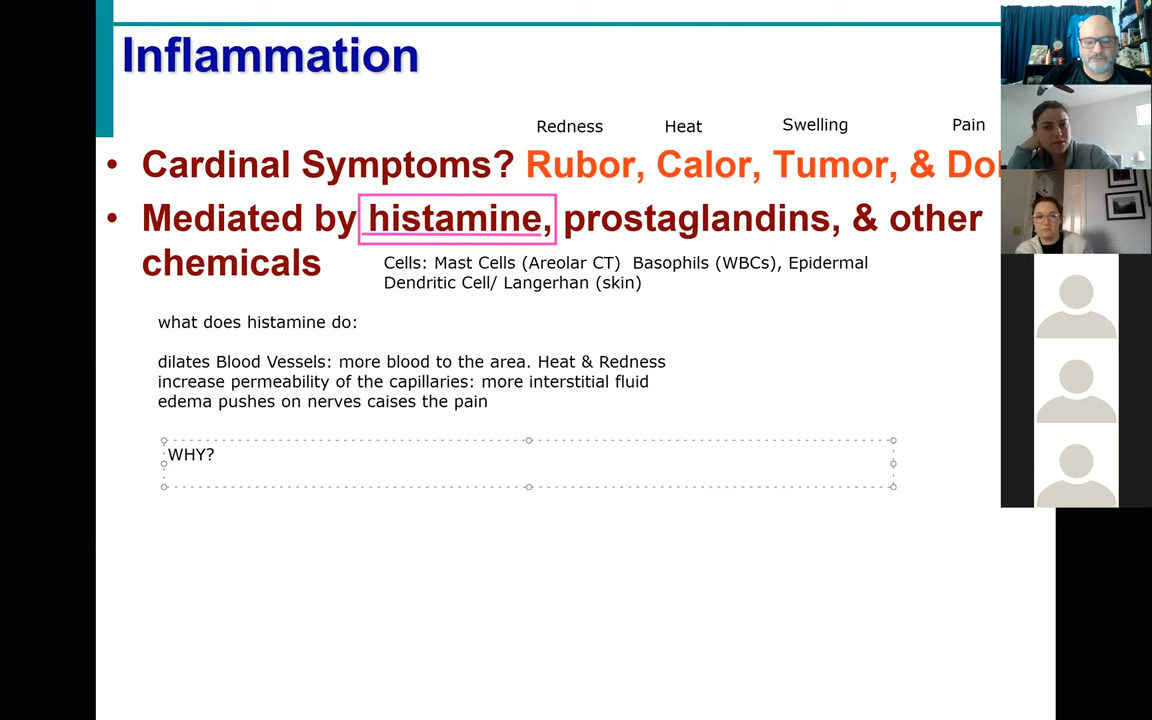 Inflammation
Redness Heat Swelling Pain
• Cardinal Symptoms? Rubor, Calor, Tumor, & Dol
• Mediated by histamine, prostaglandins, & other
chemicals
Cells: Mast Cells (Areolar CT) Basophils (WBCs), Epidermal
Dendritic Cell/ Langerhan (skin)
what does histamine do:
dilates Blood Vessels: more blood to the area. Heat & Redness
increase permeability of the capillaries: more interstitial fluid
edema pushes on nerves caises the pain
WHY?